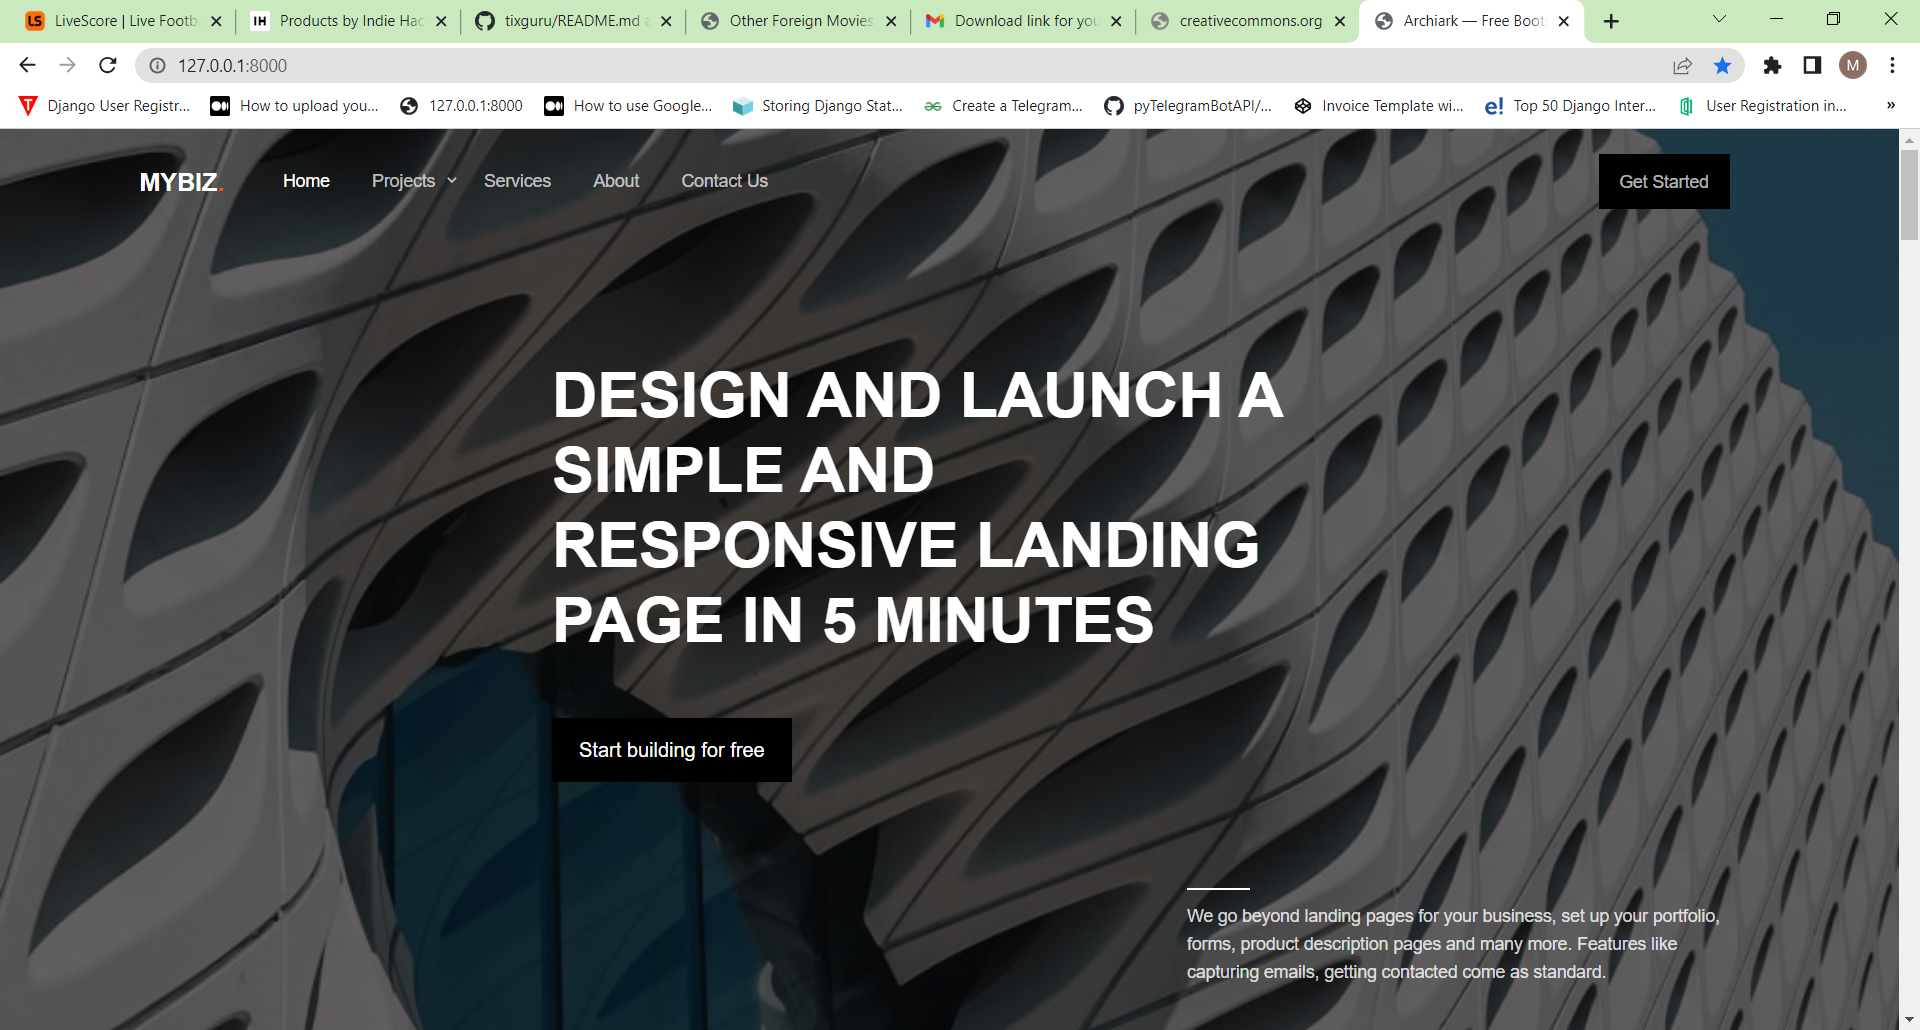 LiveScore | Live Footb
Products by Indie Hac
tixguru/README.md a
Other Foreign Movies
Download link for you
creativecommons.org
Archiark — Free Boots
127.0.0.1:8000
M
Django User Registr...
How to upload you...
127.0.0.1:8000
How to use Google...
Storing Django Stat...
Create a Telegram...
pyTelegramBotAPI/...
Invoice Template wi...
Top 50 Django Inter...
User Registration in...
»
MYBIZ.
Home
Projects
Services
About
Contact Us
Get Started
DESIGN AND LAUNCH A
SIMPLE AND
RESPONSIVE LANDING
PAGE IN 5 MINUTES
Start building for free
We go beyond landing pages for your business, set up your portfolio,
forms, product description pages and many more. Features like
capturing emails, getting contacted come as standard.